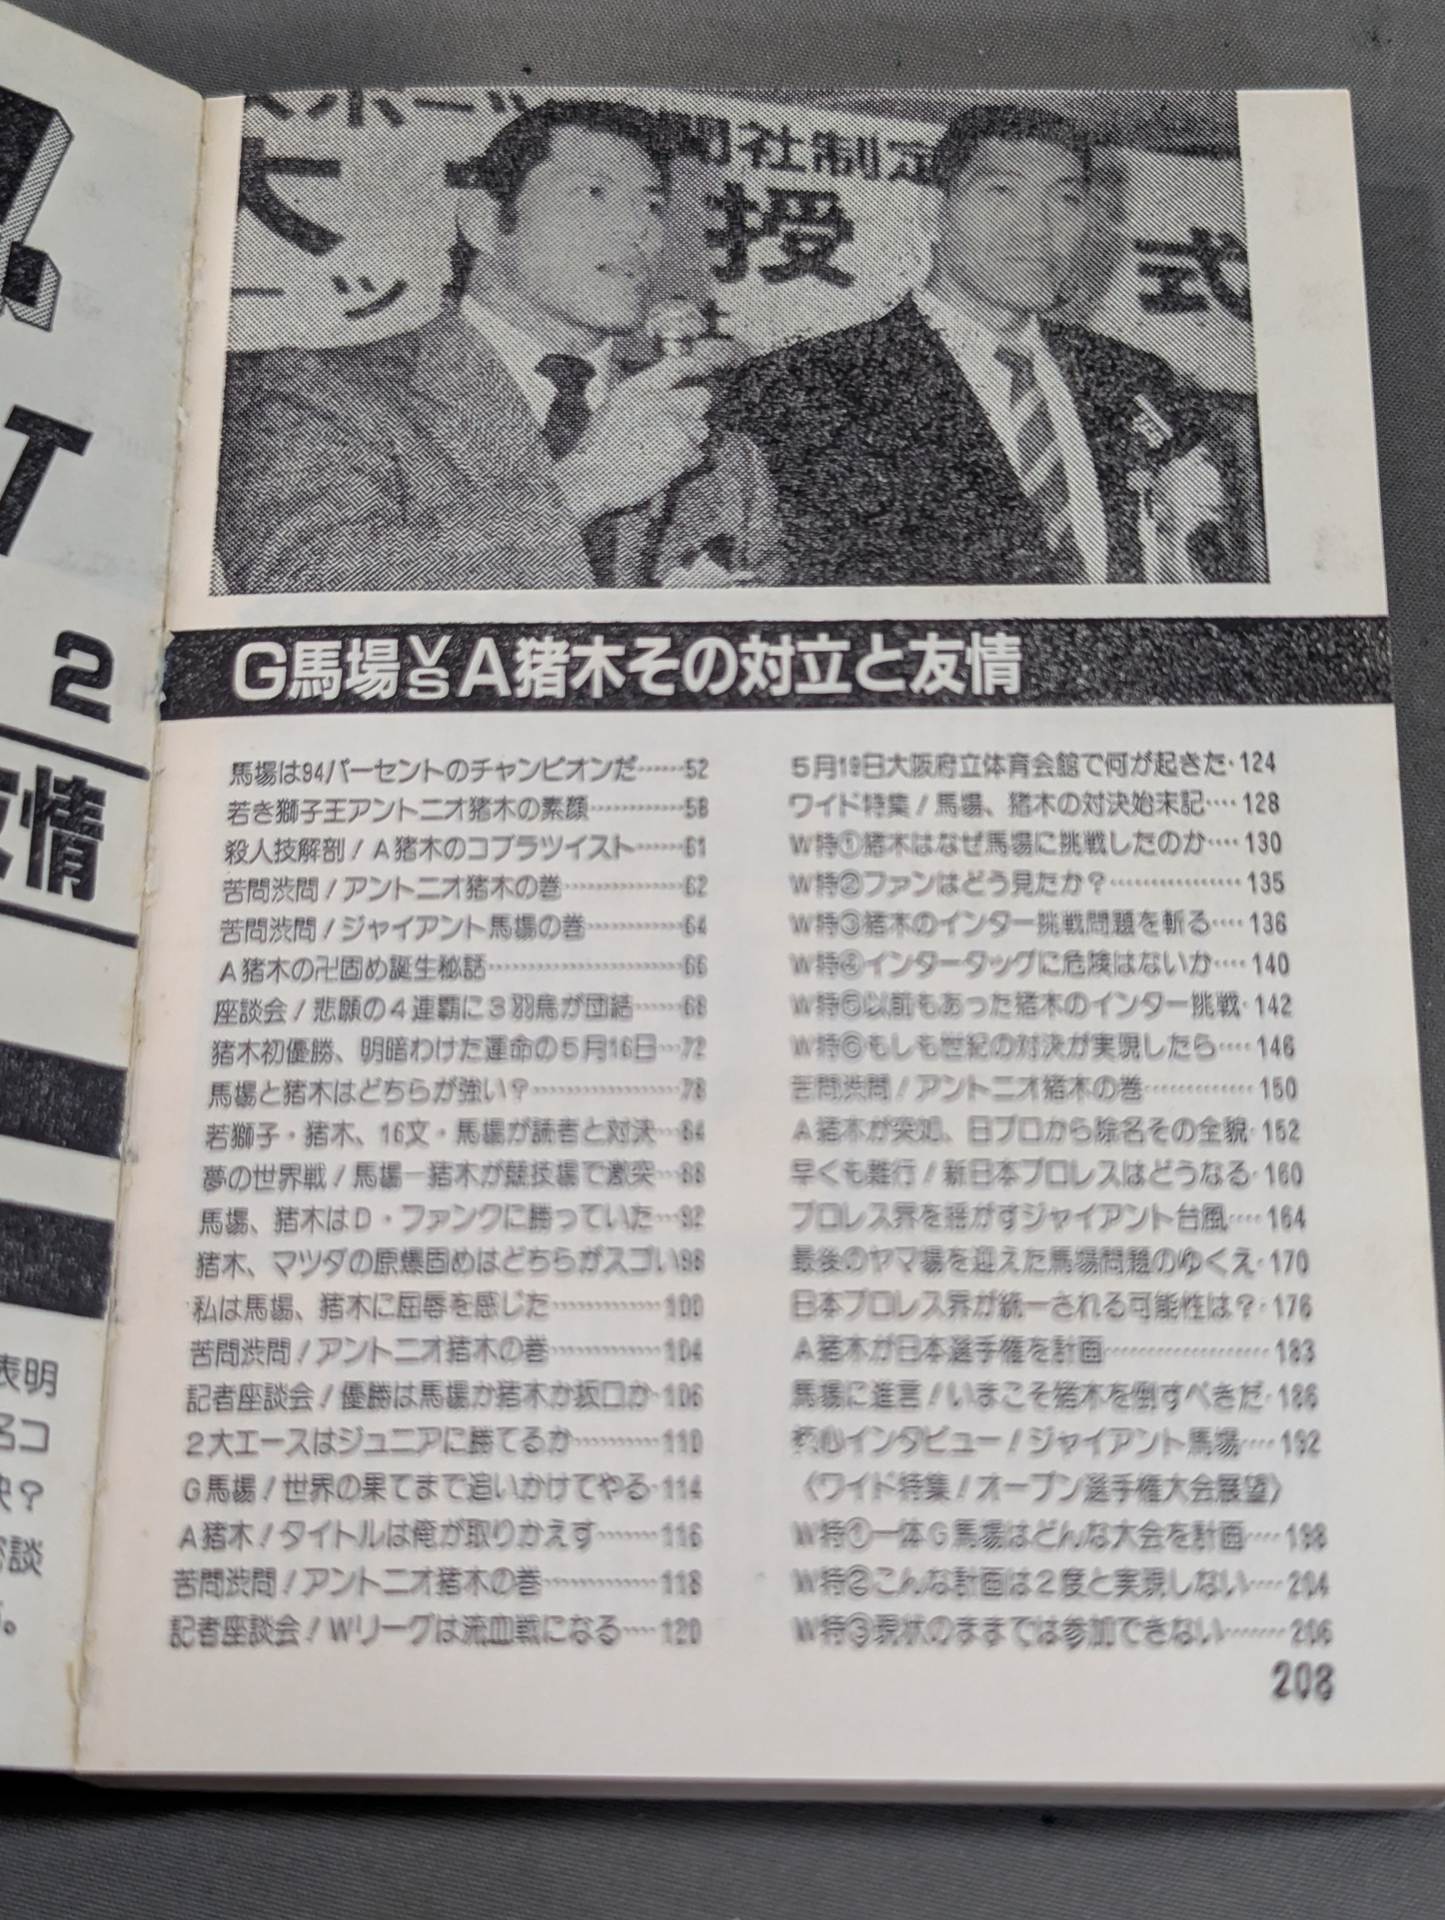 スポーツ
大
聞社制定
授
式
ーツ
社
T
2
友情
表明
名コ
決?
密談
す。
G馬場VSA猪木その対立と友情
馬場は94パーセントのチャンピオンだ……52
若き獅子王アントニオ猪木の素顔…………58
殺人技解剖!A猪木のコブラツイスト……61
苦問渋問!アントニオ猪木の巻……………62
苦問渋問!ジャイアント馬場の巻…………64
A猪木の卍固め誕生秘話……………………66
座談会!悲願の4連覇に3羽烏が団結……68
猪木初優勝、明暗わけた運命の5月16日…72
馬場と猪木はどちらが強い?………………78
若獅子・猪木、16文・馬場が読者と対決…84
夢の世界戦!馬場―猪木が競技場で激突…88
馬場、猪木はD・ファンクに勝っていた…92
猪木、マツダの原爆固めはどちらがスゴい98
私は馬場、猪木に屈辱を感じた……………100
苦問渋問!アントニオ猪木の巻……………104
記者座談会!優勝は馬場か猪木か坂口か・106
2大エースはジュニアに勝てるか…………110
G馬場!世界の果てまで追いかけてやる・114
A猪木!タイトルは俺が取りかえす………116
苦問渋問!アントニオ猪木の巻……………118
記者座談会!Wリーグは流血戦になる……120
5月19日大阪府立体育会館で何が起きた・124
ワイド特集!馬場、猪木の対決始末記……128
W特①猪木はなぜ馬場に挑戦したのか……130
W特②ファンはどう見たか?………………135
W特③猪木のインター挑戦問題を斬る……136
W特④インタータッグに危険はないか……140
W特⑤以前もあった猪木のインター挑戦・142
W特⑥もしも世紀の対決が実現したら……146
苦問渋問!アントニオ猪木の巻……………150
A猪木が突如、日プロから除名その全貌・152
早くも難行!新日本プロレスはどうなる・160
プロレス界を揺がすジャイアント台風……164
最後のヤマ場を迎えた馬場問題のゆくえ・170
日本プロレス界が統一される可能性は?・176
A猪木が日本選手権を計画…………………183
馬場に進言!いまこそ猪木を倒すべきだ・186
核心インタビュー!ジャイアント馬場……192
〈ワイド特集!オープン選手権大会展望〉
W特①一体G馬場はどんな大会を計画……198
W特②こんな計画は2度と実現しない……204
W特③現状のままでは参加できない………206
208